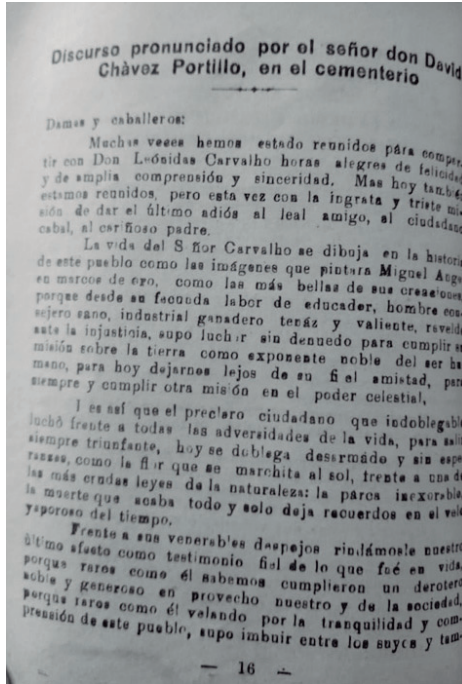 Discurso pronunciado por el señor don David
Chàvez Portillo, en el cementerio
Damas y caballeros:
Muchas veces hemos estado reunidos pára compar
tir con Don Leónidas Carvalho horas alegres de felicidad
y de amplia comprensión y sinceridad. Mas hoy tambié
estamos reunidos, pero esta vez con la ingrata y triste mi
sión de dar el último adiós al leal amigo, al ciudadano
cabal, al cariñoso padre.
La vida del S ñor Carvalho se dibuja en la historia
de este pueblo como las imágenes que pintara Miguel Ange
en marcos de oro, como las más bellas de sus creaciones
porque desde su fecunda labor de educador, hombre con
sejero sano, industrial ganadero tenáz y valiente, revelde
ante la injusticia, supo luchar sin denuedo para cumplir su
misión sobre la tierra como exponente noble del ser hu
mano, para hoy dejarnos lejos de su fiel amistad, para
siempre y cumplir otra misión en el poder celestial,
I es así que el preclaro ciudadano que indoblegable
luchó frente a todas las adversidades de la vida, para salir
siempre triunfante, hoy se doblega desarmado y sin espe
ranzas, como la flor que se marchita al sol, frente a una de
las más crudas leyes de la naturaleza: la parca inexorable,
la muerte que acaba todo y solo deja recuerdos en el velo
vaporoso del tiempo.
Frente a sus venerables despojos rindámosle nuestro
último afecto como testimonio fiel de lo que fué en vida,
porque raros como él sabemos cumplieron un derotero
noble y generoso en provecho nuestro y de la sociedad,
porque raros como él velando por la tranquilidad y com-
prensión de este pueblo, supo imbuir entre los suyos y tam-
— 16 —